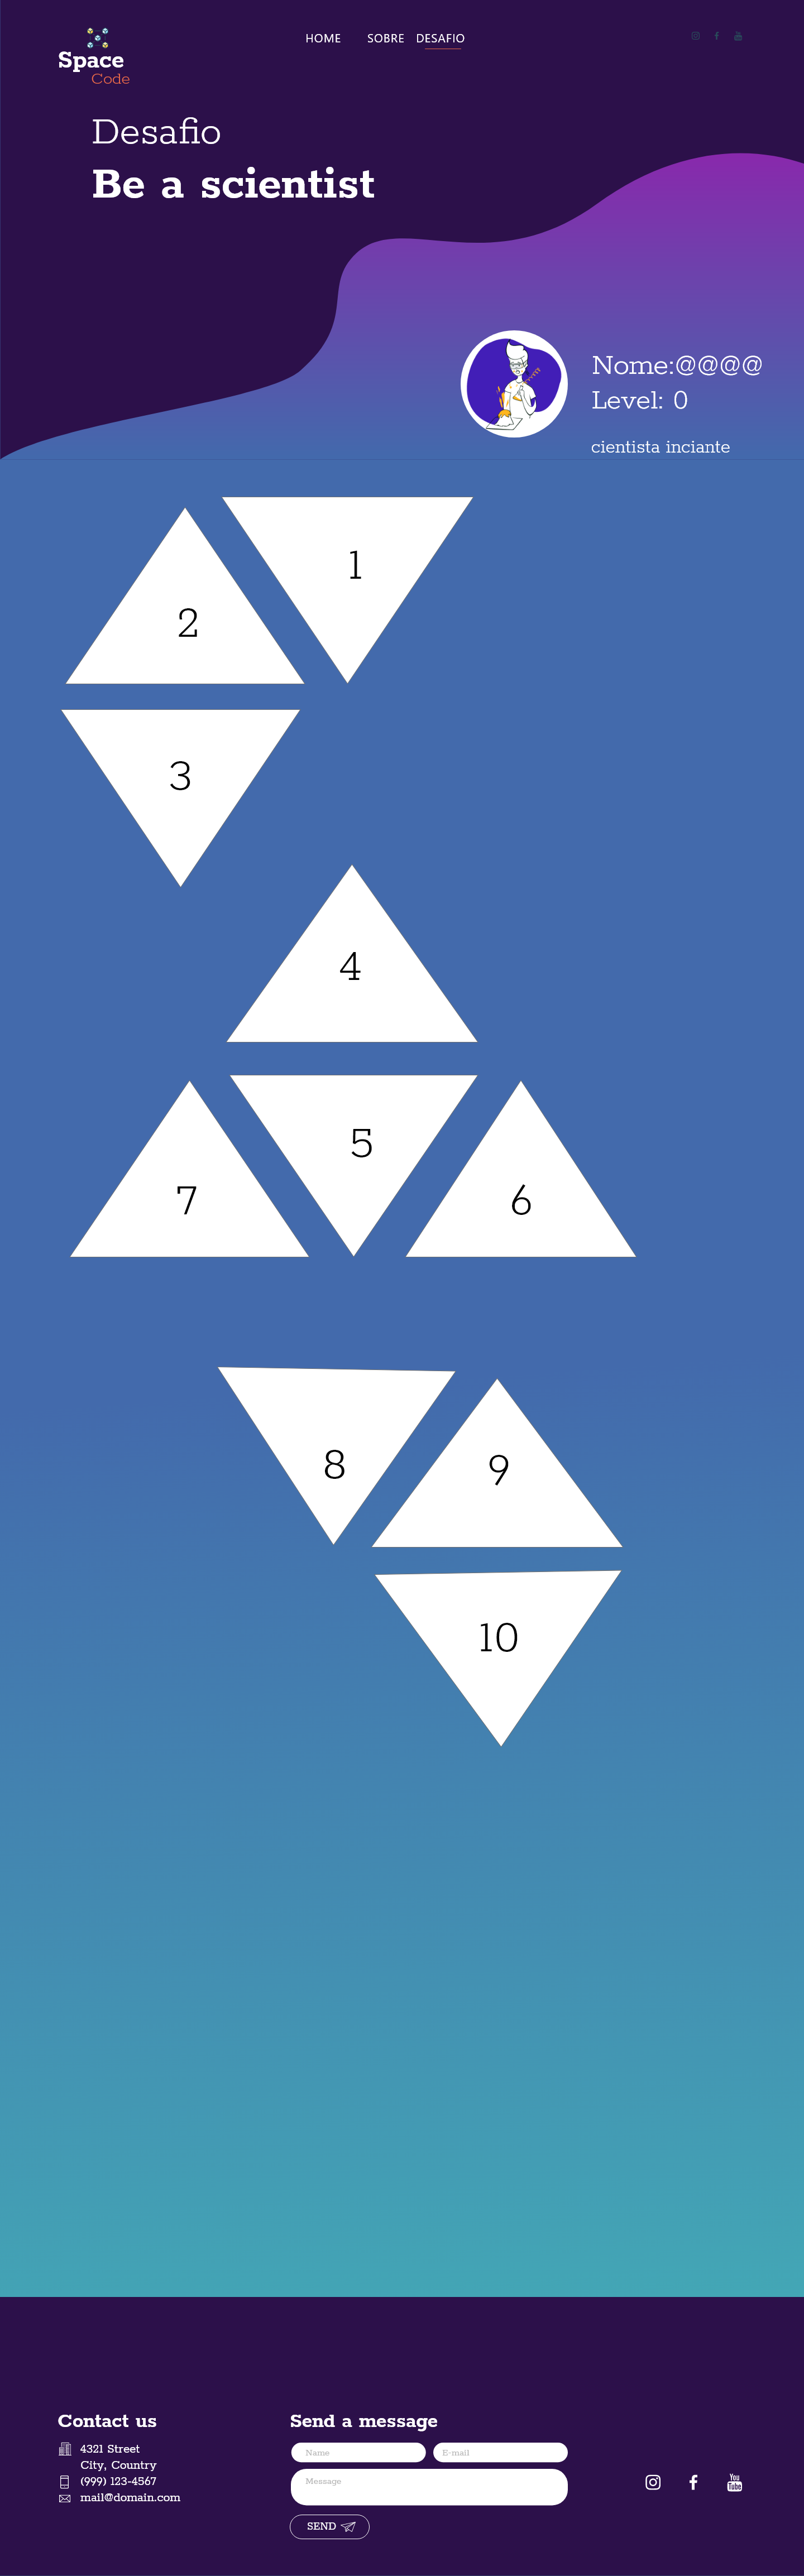 Space
Code
HOME SOBRE DESAFIO
Desafio
Be a scientist
Nome:@@@@
Level: 0
cientista inciante
1
2
3
4
5
6
7
8
9
10
Contact us
4321 Street
City, Country
(999) 123-4567
mail@domain.com
Send a message
Name E-mail
Message
SEND
You
Tube